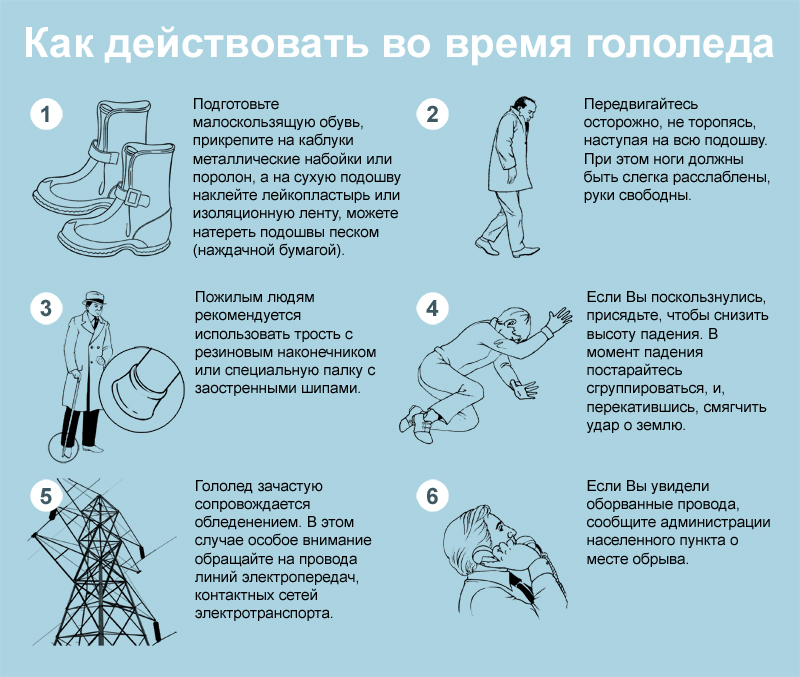 Как действовать во время гололеда
1
Подготовьте
малоскользящую обувь,
прикрепите на каблуки
металлические набойки или
поролон, а на сухую подошву
наклейте лейкопластырь или
изоляционную ленту, можете
натереть подошвы песком
(наждачной бумагой).
2
Передвигайтесь
осторожно, не торопясь,
наступая на всю подошву.
При этом ноги должны
быть слегка расслаблены,
руки свободны.
3
Пожилым людям
рекомендуется
использовать трость с
резиновым наконечником
или специальную палку с
заостренными шипами.
4
Если Вы поскользнулись,
присядьте, чтобы снизить
высоту падения. В
момент падения
постарайтесь
сгруппироваться, и,
перекатившись, смягчить
удар о землю.
5
Гололед зачастую
сопровождается
обледенением. В этом
случае особое внимание
обращайте на провода
линий электропередач,
контактных сетей
электротранспорта.
6
Если Вы увидели
оборванные провода,
сообщите администрации
населенного пункта о
месте обрыва.